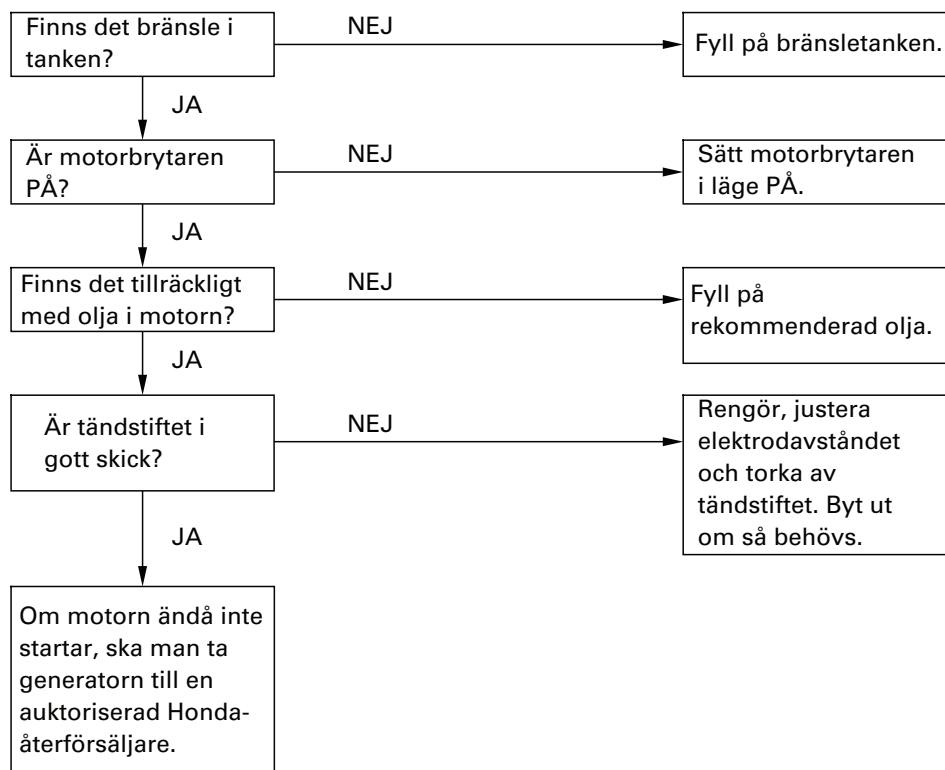 Finns det bränsle i
tanken?
NEJ
Fyll på bränsletanken.
JA
Är motorbrytaren
PÅ?
NEJ
Sätt motorbrytaren
i läge PÅ.
JA
Finns det tillräckligt
med olja i motorn?
NEJ
Fyll på
rekommenderad olja.
JA
Är tändstiftet i
gott skick?
NEJ
Rengör, justera
elektrodavståndet
och torka av
tändstiftet. Byt ut
om så behövs.
JA
Om motorn ändå inte
startar, ska man ta
generatorn till en
auktoriserad Honda-
återförsäljare.